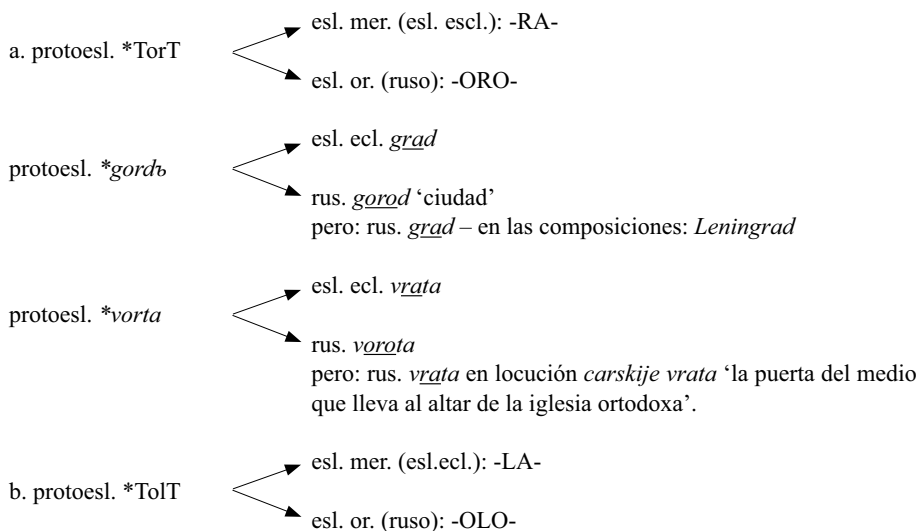 esl. mer. (esl. escl.): -RA-
a. protoesl. *TorT
esl. or. (ruso): -ORO-
esl. ecl. grad
protoesl. *gordъ
rus. gorod ‘ciudad’
pero: rus. grad – en las composiciones: Leningrad
esl. ecl. vrata
protoesl. *vorta
rus. vorota
pero: rus. vrata en locución carskije vrata ‘la puerta del medio
que lleva al altar de la iglesia ortodoxa’.
esl. mer. (esl.ecl.): -LA-
b. protoesl. *TolT
esl. or. (ruso): -OLO-